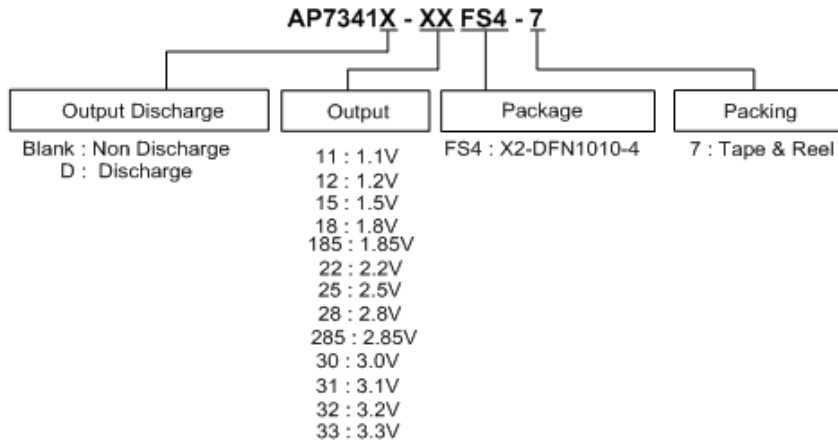 AP7341X - XX FS4 - 7
Output Discharge
Blank : Non Discharge
D : Discharge
Output
11 : 1.1V
12 : 1.2V
15 : 1.5V
18 : 1.8V
185 : 1.85V
22 : 2.2V
25 : 2.5V
28 : 2.8V
285 : 2.85V
30 : 3.0V
31 : 3.1V
32 : 3.2V
33 : 3.3V
Package
FS4 : X2-DFN1010-4
Packing
7 : Tape & Reel